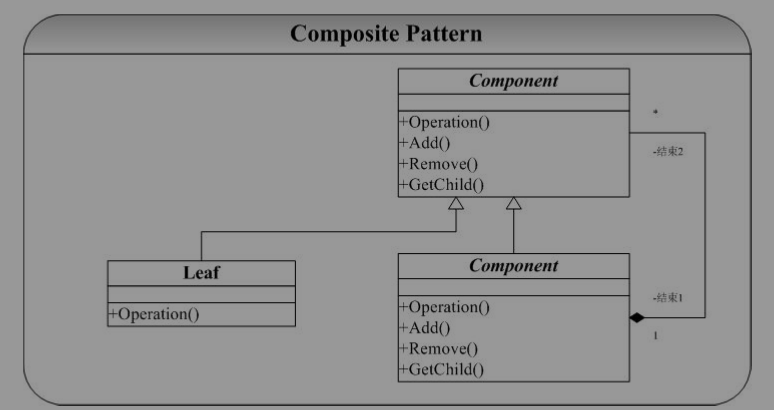 Composite Pattern
Component
+Operation()
+Add()
+Remove()
+GetChild()
*
-结束2
Leaf
+Operation()
Component
+Operation()
+Add()
+Remove()
+GetChild()
-结束1
1